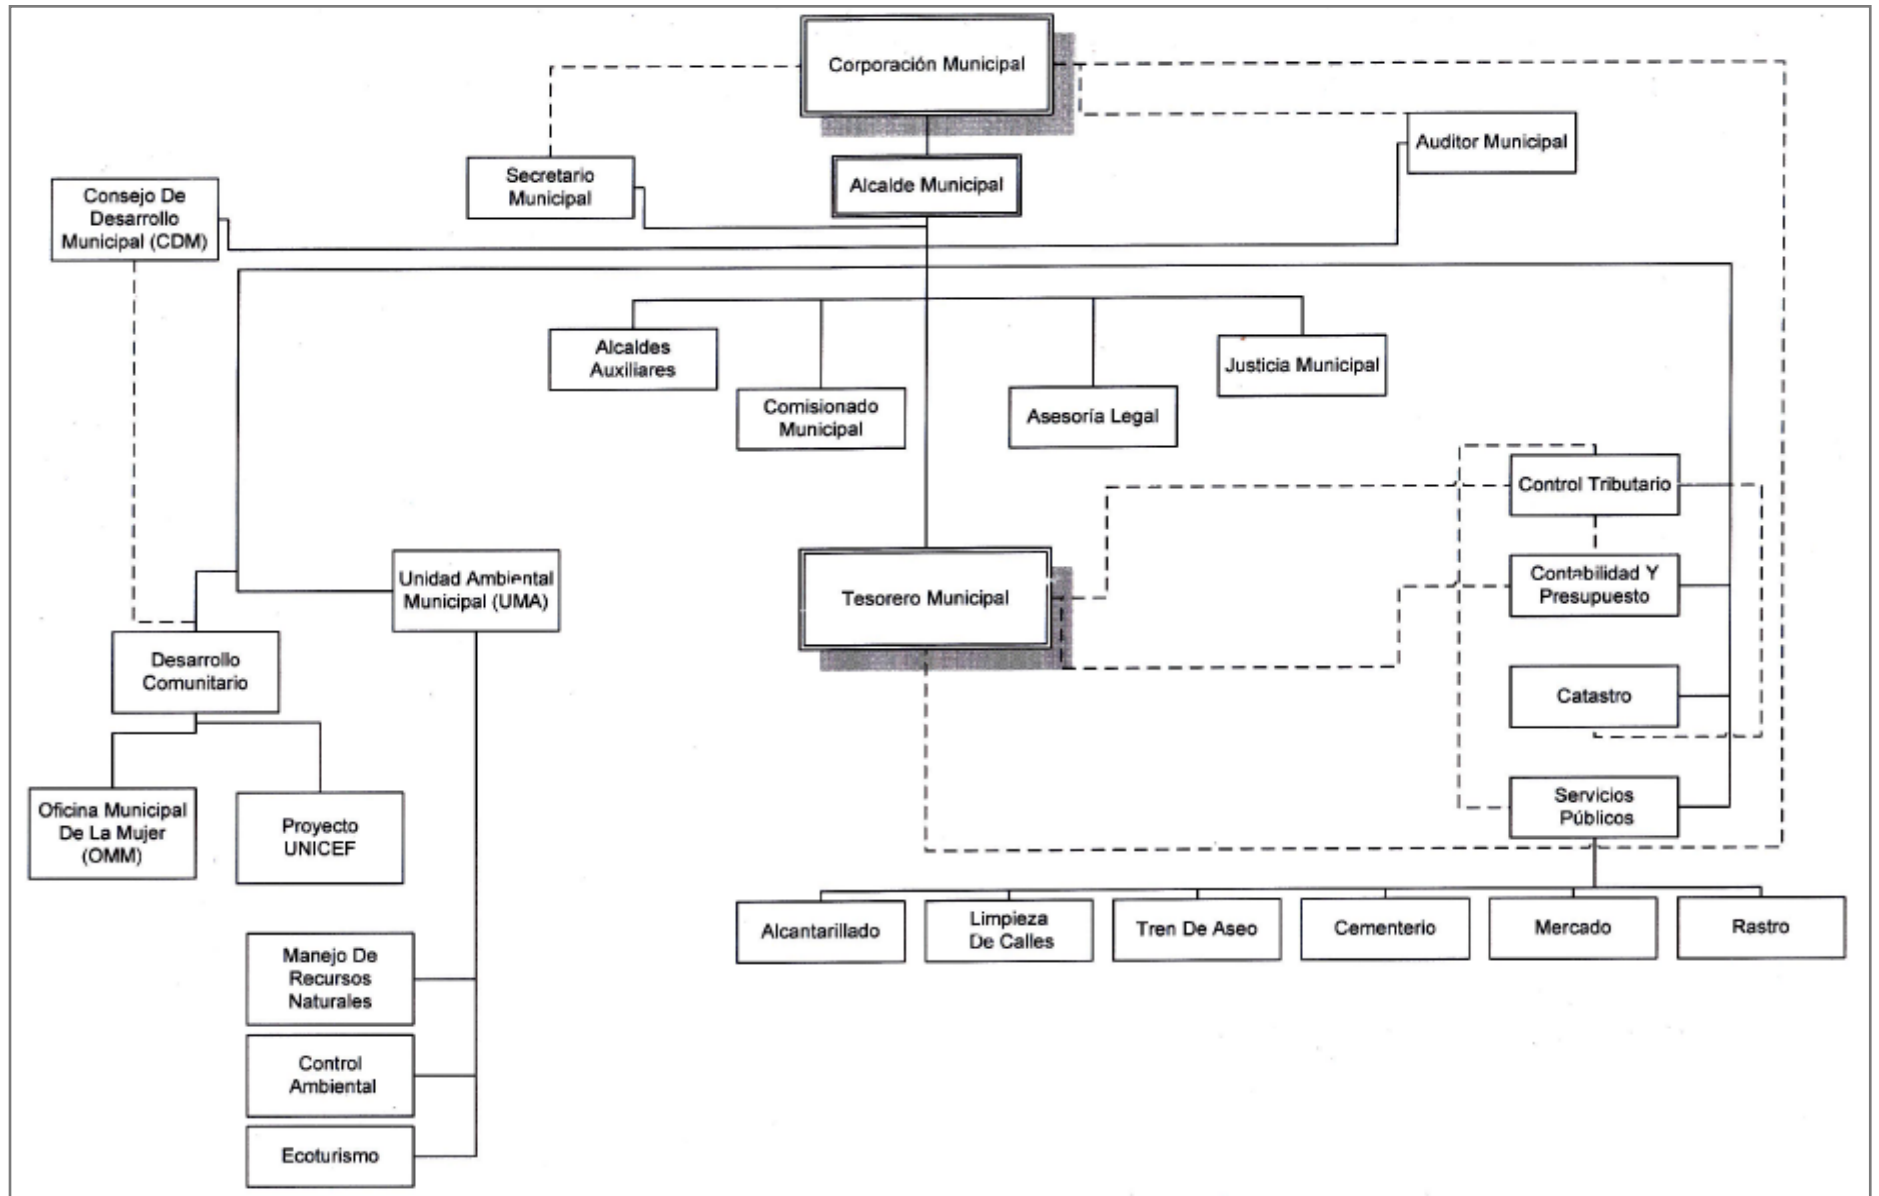 Corporación Municipal
Auditor Municipal
Secretario
Municipal
Alcalde Municipal
Consejo De
Desarrollo
Municipal (CDM)
Alcaldes
Auxiliares
Justicia Municipal
Comisionado
Municipal
Asesoría Legal
Control Tributario
Unidad Ambiental
Municipal (UMA)
Tesorero Municipal
Contabilidad Y
Presupuesto
Desarrollo
Comunitario
Catastro
Oficina Municipal
De La Mujer
(OMM)
Proyecto
UNICEF
Servicios
Públicos
Alcantarillado
Limpieza
De Calles
Tren De Aseo
Cementerio
Mercado
Rastro
Manejo De
Recursos
Naturales
Control
Ambiental
Ecoturismo